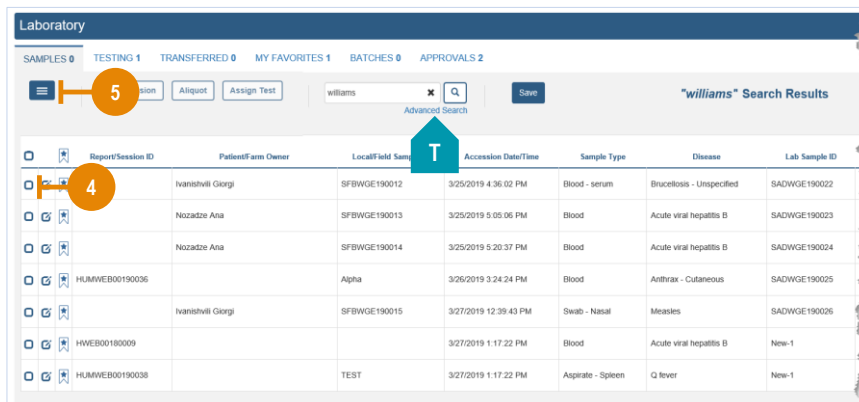 Laboratory
SAMPLES 0 TESTING 1 TRANSFERRED 0 MY FAVORITES 1 BATCHES 0 APPROVALS 2
5 Aliquot Assign Test williams Save "williams" Search Results
Advanced Search
T
Report/Session ID Patient/Farm Owner Local/Field Accession Date/Time Sample Type Disease Lab Sample ID
4 Ivanishvili Giorgi SFBWGE190012 3/25/2019 4:36:02 PM Blood - serum Brucellosis - Unspecified SADWGE190022
Nozadze Ana SFBWGE190013 3/25/2019 5:05:06 PM Blood Acute viral hepatitis B SADWGE190023
Nozadze Ana SFBWGE190014 3/25/2019 5:20:37 PM Blood Acute viral hepatitis B SADWGE190024
HUMWEB00190036 Alpha 3/26/2019 3:24:24 PM Blood Anthrax - Cutaneous SADWGE190025
Ivanishvili Giorgi SFBWGE190015 3/27/2019 12:39:43 PM Swab - Nasal Measles SADWGE190026
HWEB00180009 3/27/2019 1:17:22 PM Blood Acute viral hepatitis B New-1
HUMWEB00190038 TEST 3/27/2019 1:17:22 PM Aspirate - Spleen Q fever New-1